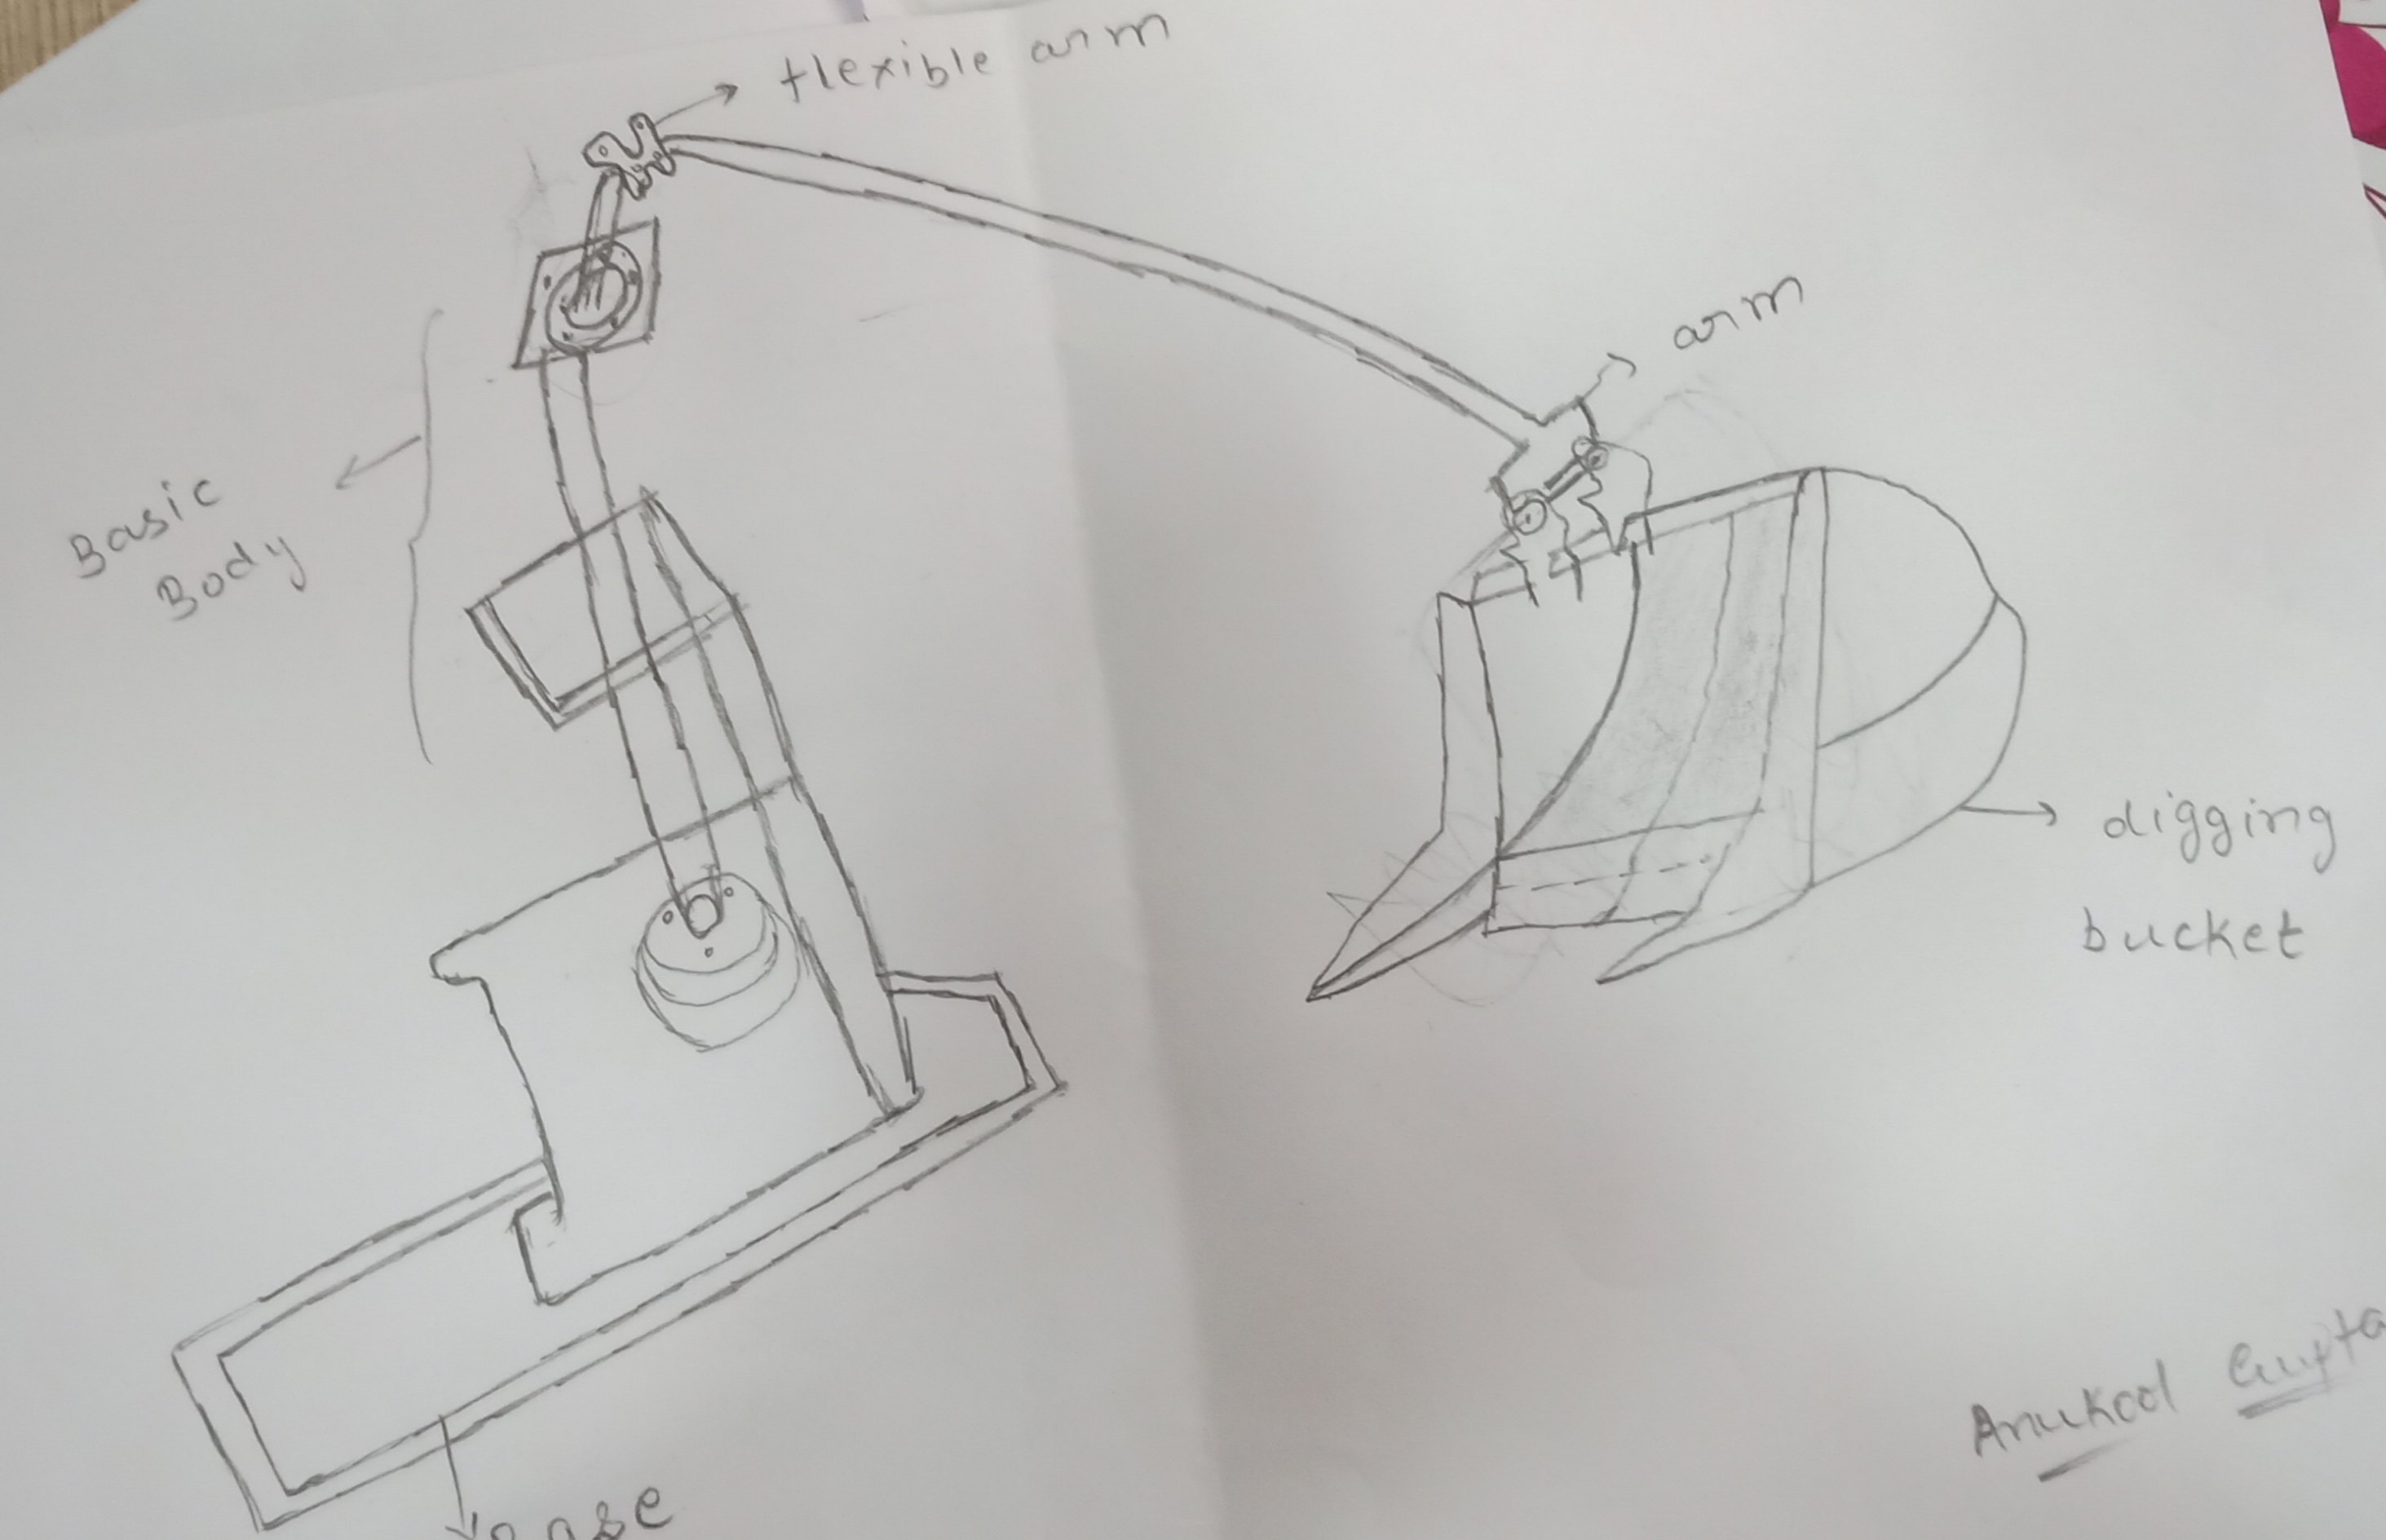 flexible arm
arm
Basic
Body
digging
bucket
Anukool Gupta
Base